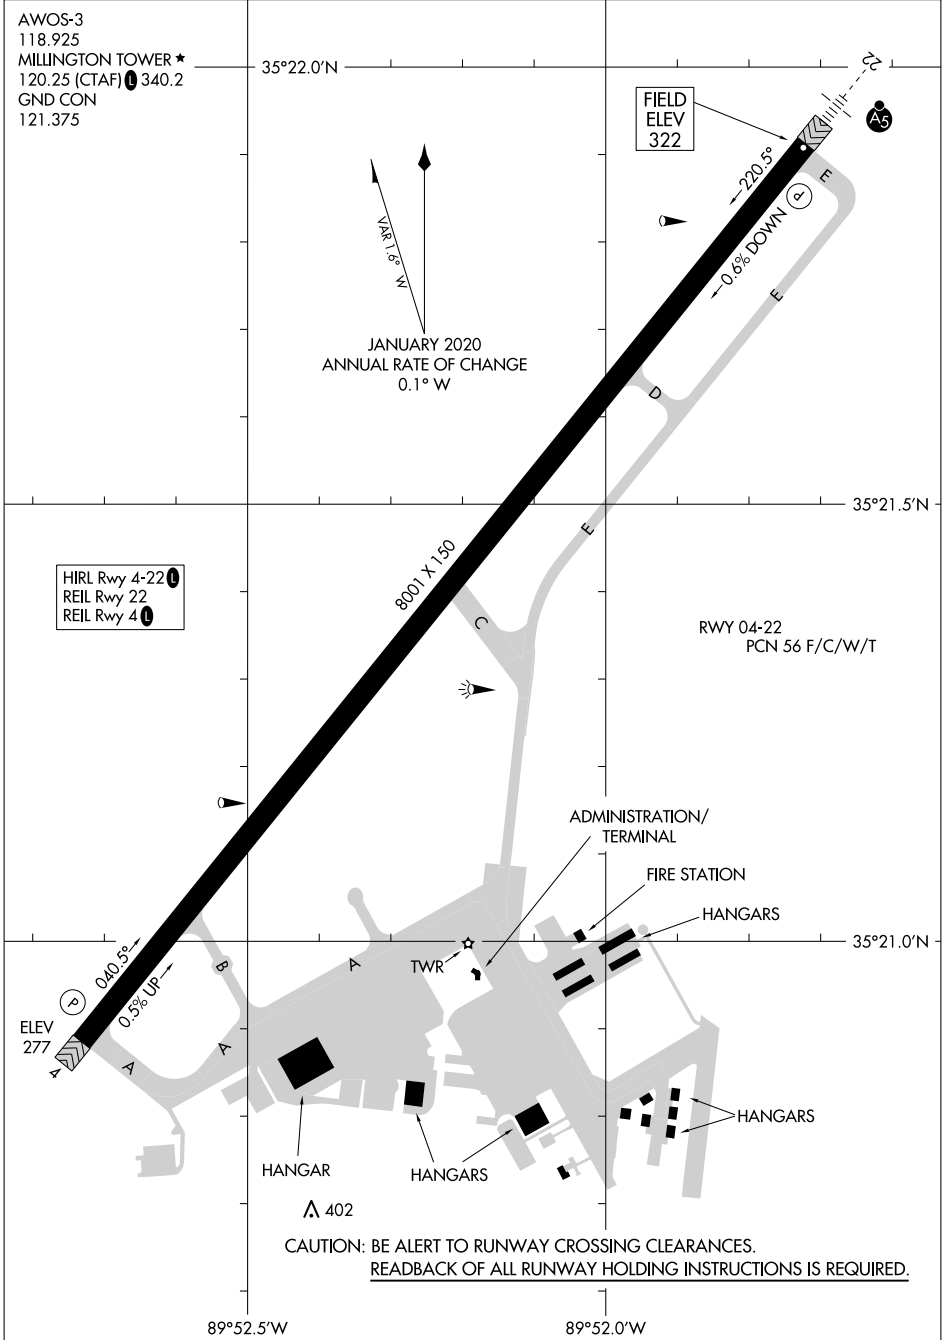 AWOS-3
118.925
MILLINGTON TOWER ★
120.25 (CTAF) L 340.2
GND CON
121.375
35°22.0'N
22
FIELD
ELEV
322
A5
220.5°
E
P
0.6% DOWN
E
VAR 1.6° W
JANUARY 2020
ANNUAL RATE OF CHANGE
0.1° W
D
35°21.5'N
E
8001 X 150
HIRL Rwy 4-22 L
REIL Rwy 22
REIL Rwy 4 L
C
RWY 04-22
PCN 56 F/C/W/T
ADMINISTRATION/
TERMINAL
FIRE STATION
HANGARS
35°21.0'N
TWR
A
B
040.5°
0.5% UP
P
ELEV
277
4
A
A
HANGARS
HANGAR
HANGARS
402
CAUTION: BE ALERT TO RUNWAY CROSSING CLEARANCES.
READBACK OF ALL RUNWAY HOLDING INSTRUCTIONS IS REQUIRED.
89°52.5'W
89°52.0'W